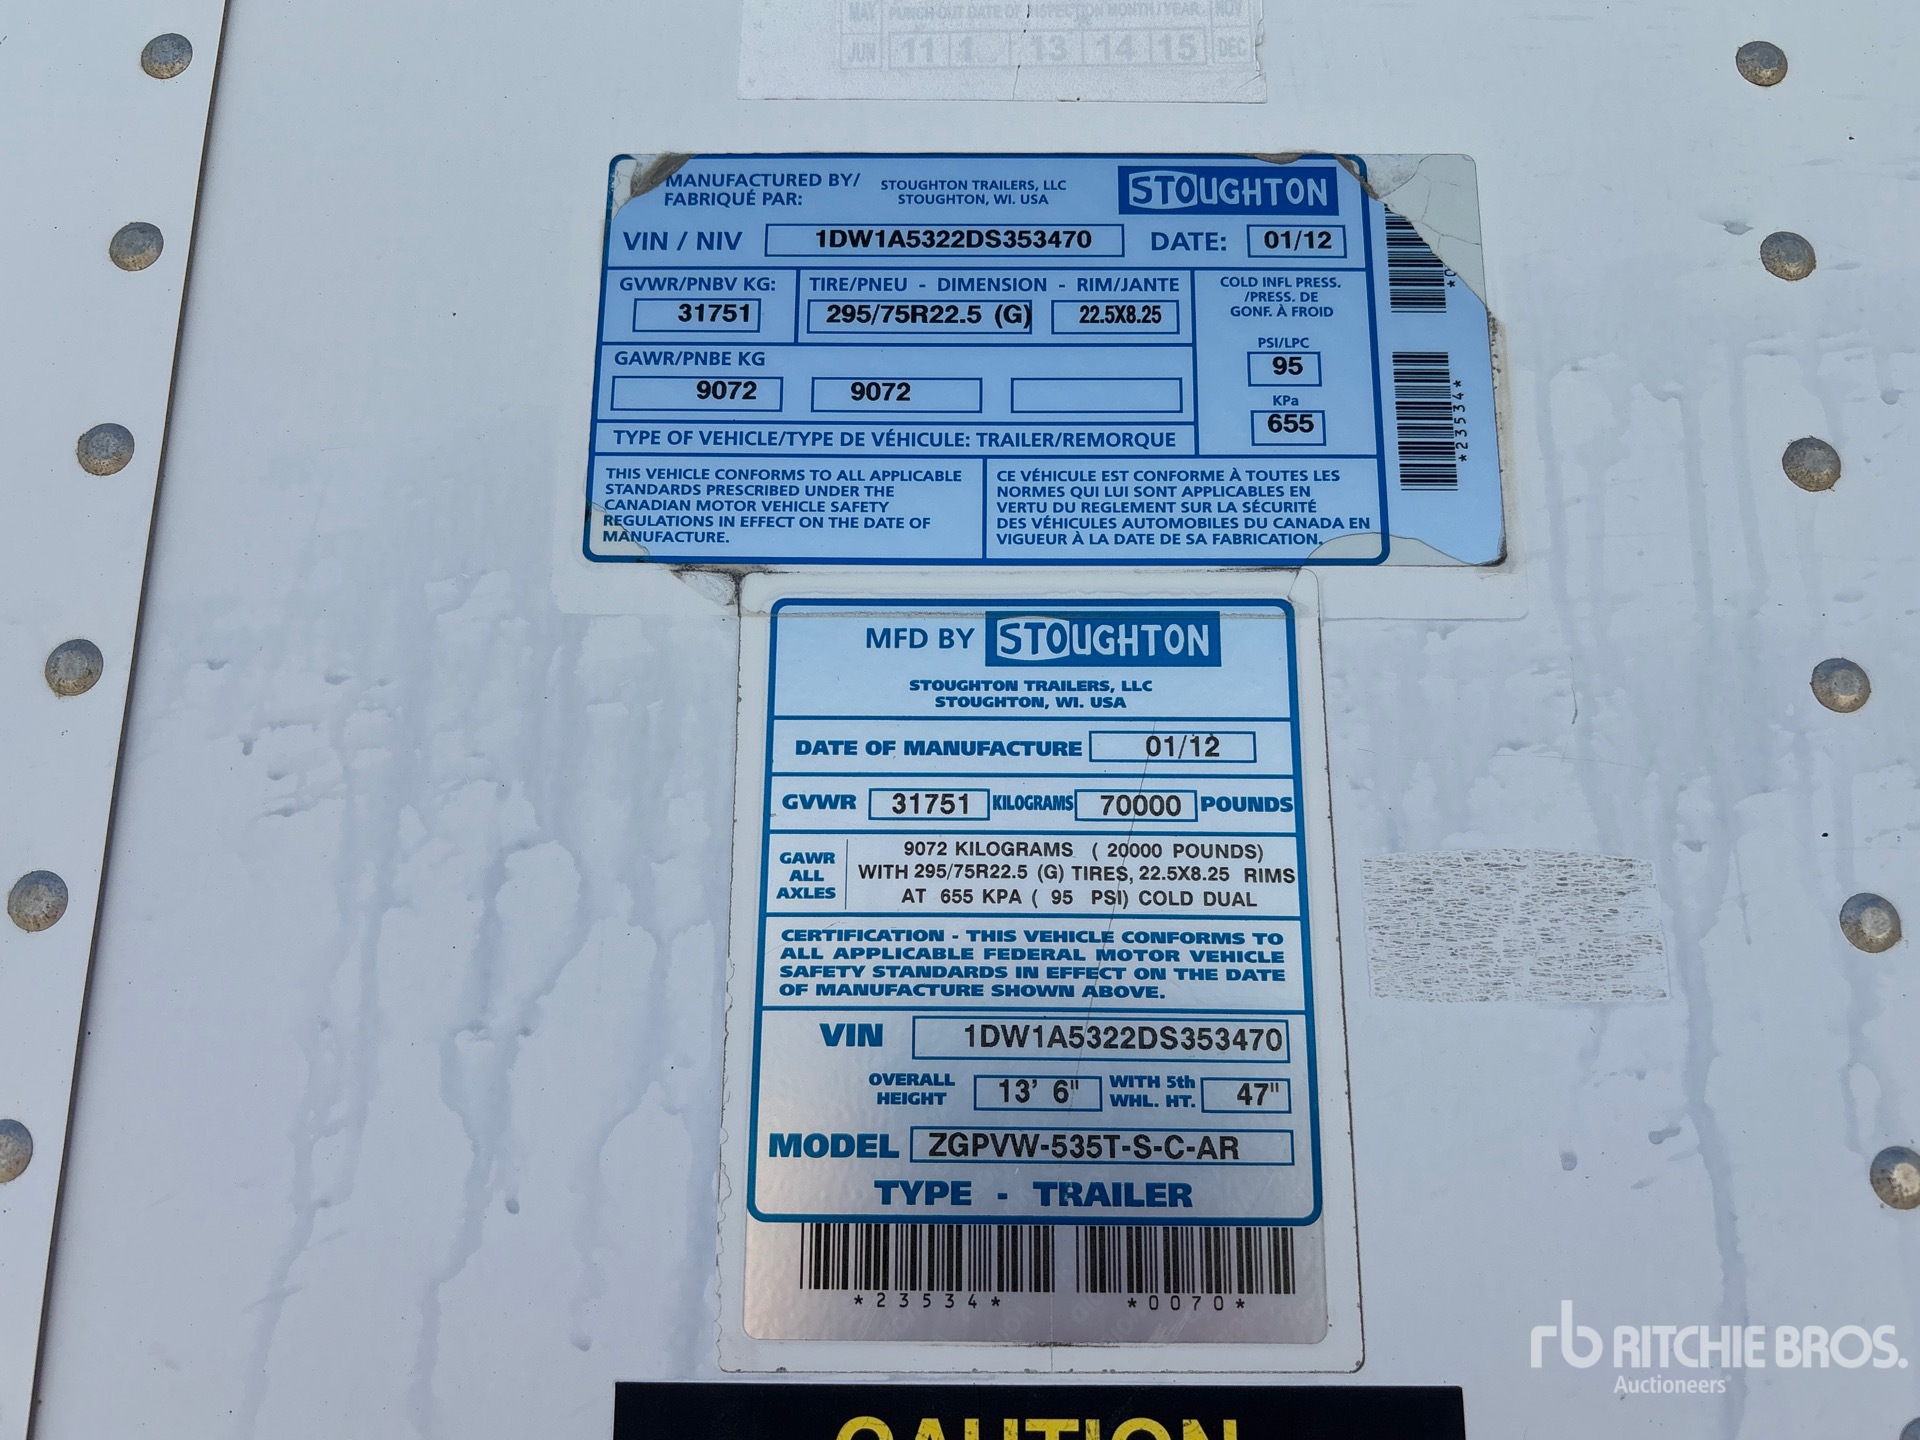 MAY PUNCH OUT DATE OF INSPECTION MONTH/YEAR NOV
JUN 11 1 13 14 15 DEC
MANUFACTURED BY/
FABRIQUÉ PAR:
STOUGHTON TRAILERS, LLC
STOUGHTON, WI. USA
STOUGHTON
VIN / NIV 1DW1A5322DS353470 DATE: 01/12
GVWR/PNBV KG: TIRE/PNEU - DIMENSION - RIM/JANTE
31751 295/75R22.5 (G) 22.5X8.25
COLD INFL PRESS.
/PRESS. DE
GONF. À FROID
PSI/LPC
95
KPa
655
GAWR/PNBE KG
9072 9072
TYPE OF VEHICLE/TYPE DE VÉHICULE: TRAILER/REMORQUE
THIS VEHICLE CONFORMS TO ALL APPLICABLE
STANDARDS PRESCRIBED UNDER THE
CANADIAN MOTOR VEHICLE SAFETY
REGULATIONS IN EFFECT ON THE DATE OF
MANUFACTURE.
CE VÉHICULE EST CONFORME À TOUTES LES
NORMES QUI LUI SONT APPLICABLES EN
VERTU DU REGLEMENT SUR LA SÉCURITÉ
DES VÉHICULES AUTOMOBILES DU CANADA EN
VIGUEUR À LA DATE DE SA FABRICATION.
*23534*
MFD BY STOUGHTON
STOUGHTON TRAILERS, LLC
STOUGHTON, WI. USA
DATE OF MANUFACTURE 01/12
GVWR 31751 KILOGRAMS 70000 POUNDS
GAWR
ALL
AXLES
9072 KILOGRAMS ( 20000 POUNDS)
WITH 295/75R22.5 (G) TIRES, 22.5X8.25 RIMS
AT 655 KPA ( 95 PSI) COLD DUAL
CERTIFICATION - THIS VEHICLE CONFORMS TO
ALL APPLICABLE FEDERAL MOTOR VEHICLE
SAFETY STANDARDS IN EFFECT ON THE DATE
OF MANUFACTURE SHOWN ABOVE.
VIN 1DW1A5322DS353470
OVERALL
HEIGHT
13' 6"
WITH 5th
WHL. HT.
47"
MODEL ZGPVW-535T-S-C-AR
TYPE - TRAILER
*23534* *0070*
CAUTION
rb RITCHIE BROS.
Auctioneers